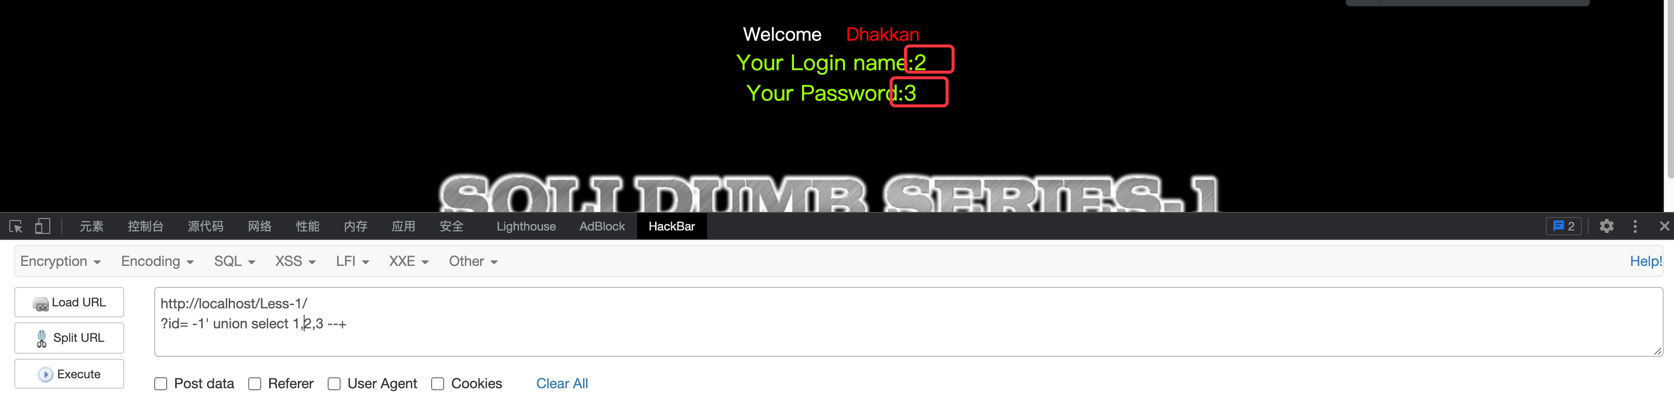 Welcome Dhakkan
Your Login name:2
Your Password:3
SQLI DUMB SERIES-1
元素 控制台 源代码 网络 性能 内存 应用 安全 Lighthouse AdBlock HackBar 2
Encryption Encoding SQL XSS LFI XXE Other Help!
Load URL
http://localhost/Less-1/
?id= -1' union select 1,2,3 --+
Split URL
Execute
Post data Referer User Agent Cookies Clear All